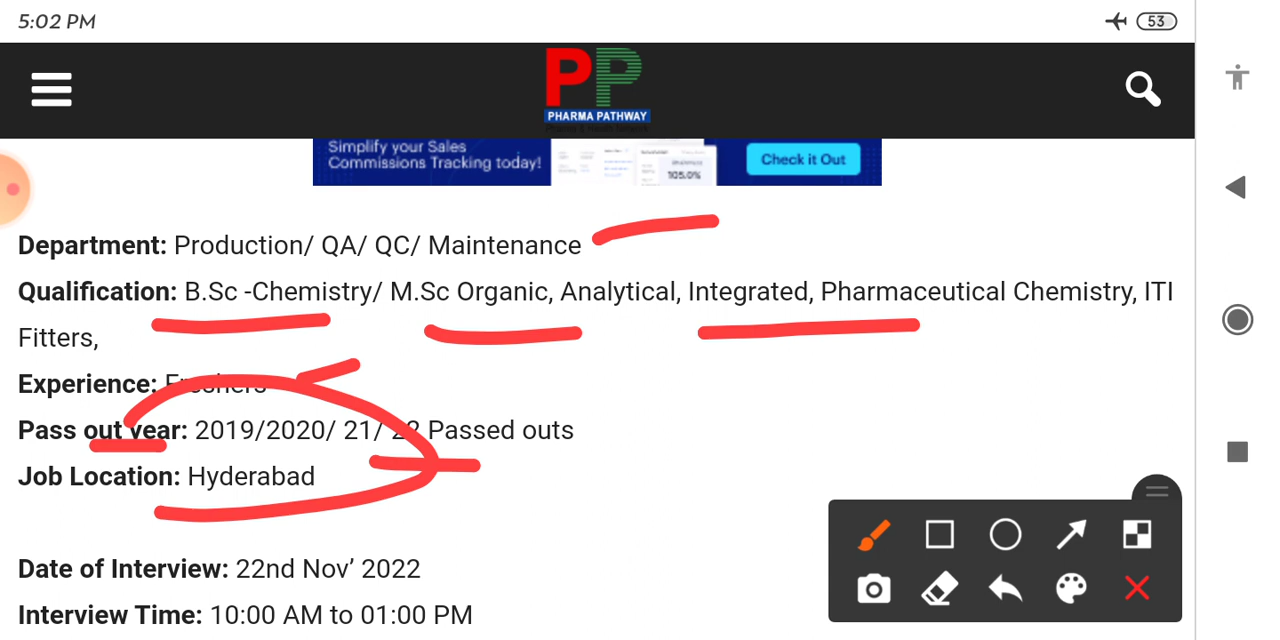 5:02 PM
53
PP
PHARMA PATHWAY
Simplify your Sales
Commissions Tracking today!
105.0%
Check it Out
Department: Production/ QA/ QC/ Maintenance
Qualification: B.Sc -Chemistry/ M.Sc Organic, Analytical, Integrated, Pharmaceutical Chemistry, ITI
Fitters,
Experience: Freshers
Pass out year: 2019/2020/ 21/ 22 Passed outs
Job Location: Hyderabad
Date of Interview: 22nd Nov’ 2022
Interview Time: 10:00 AM to 01:00 PM